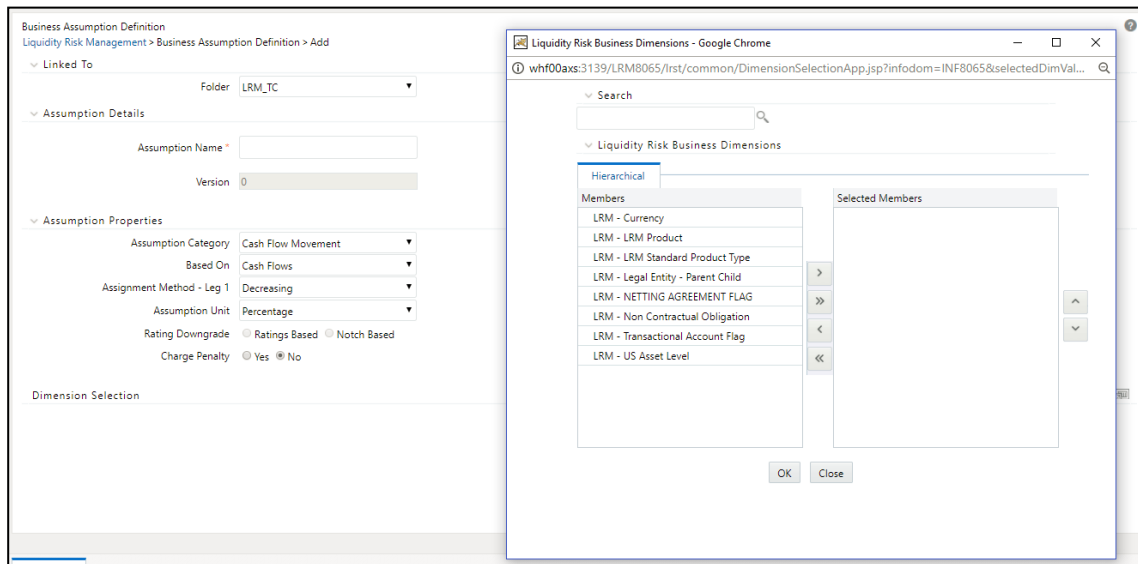 Business Assumption Definition
Liquidity Risk Management > Business Assumption Definition > Add
Linked To
Folder LRM_TC
Assumption Details
Assumption Name *
Version 0
Assumption Properties
Assumption Category Cash Flow Movement
Based On Cash Flows
Assignment Method - Leg 1 Decreasing
Assumption Unit Percentage
Rating Downgrade Ratings Based Notch Based
Charge Penalty Yes No
Dimension Selection
Liquidity Risk Business Dimensions - Google Chrome
whf00axs:3139/LRM8065/lrst/common/DimensionSelectionApp.jsp?infodom=INF8065&selectedDimVal...
Search
Liquidity Risk Business Dimensions
Hierarchical
Members Selected Members
LRM - Currency
LRM - LRM Product
LRM - LRM Standard Product Type
LRM - Legal Entity - Parent Child
LRM - NETTING AGREEMENT FLAG
LRM - Non Contractual Obligation
LRM - Transactional Account Flag
LRM - US Asset Level
OK Close